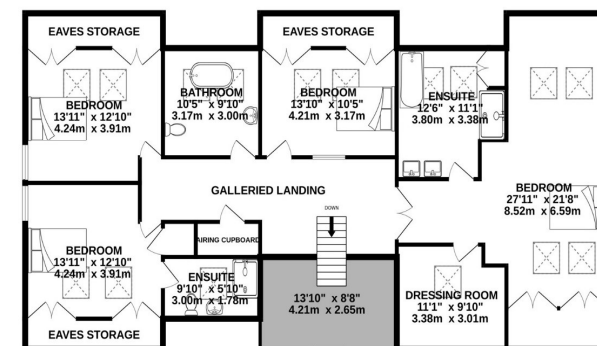 EAVES STORAGE
EAVES STORAGE
BEDROOM
13'11" x 12'10"
4.24m x 3.91m
BATHROOM
10'5" x 9'10"
3.17m x 3.00m
BEDROOM
13'10" x 10'5"
4.21m x 3.17m
ENSUITE
12'6" x 11'1"
3.80m x 3.38m
GALLERIED LANDING
BEDROOM
27'11" x 21'8"
8.52m x 6.59m
DOWN
AIRING CUPBOARD
BEDROOM
13'11" x 12'10"
4.24m x 3.91m
ENSUITE
9'10" x 5'10"
3.00m x 1.78m
13'10" x 8'8"
4.21m x 2.65m
DRESSING ROOM
11'1" x 9'10"
3.38m x 3.01m
EAVES STORAGE